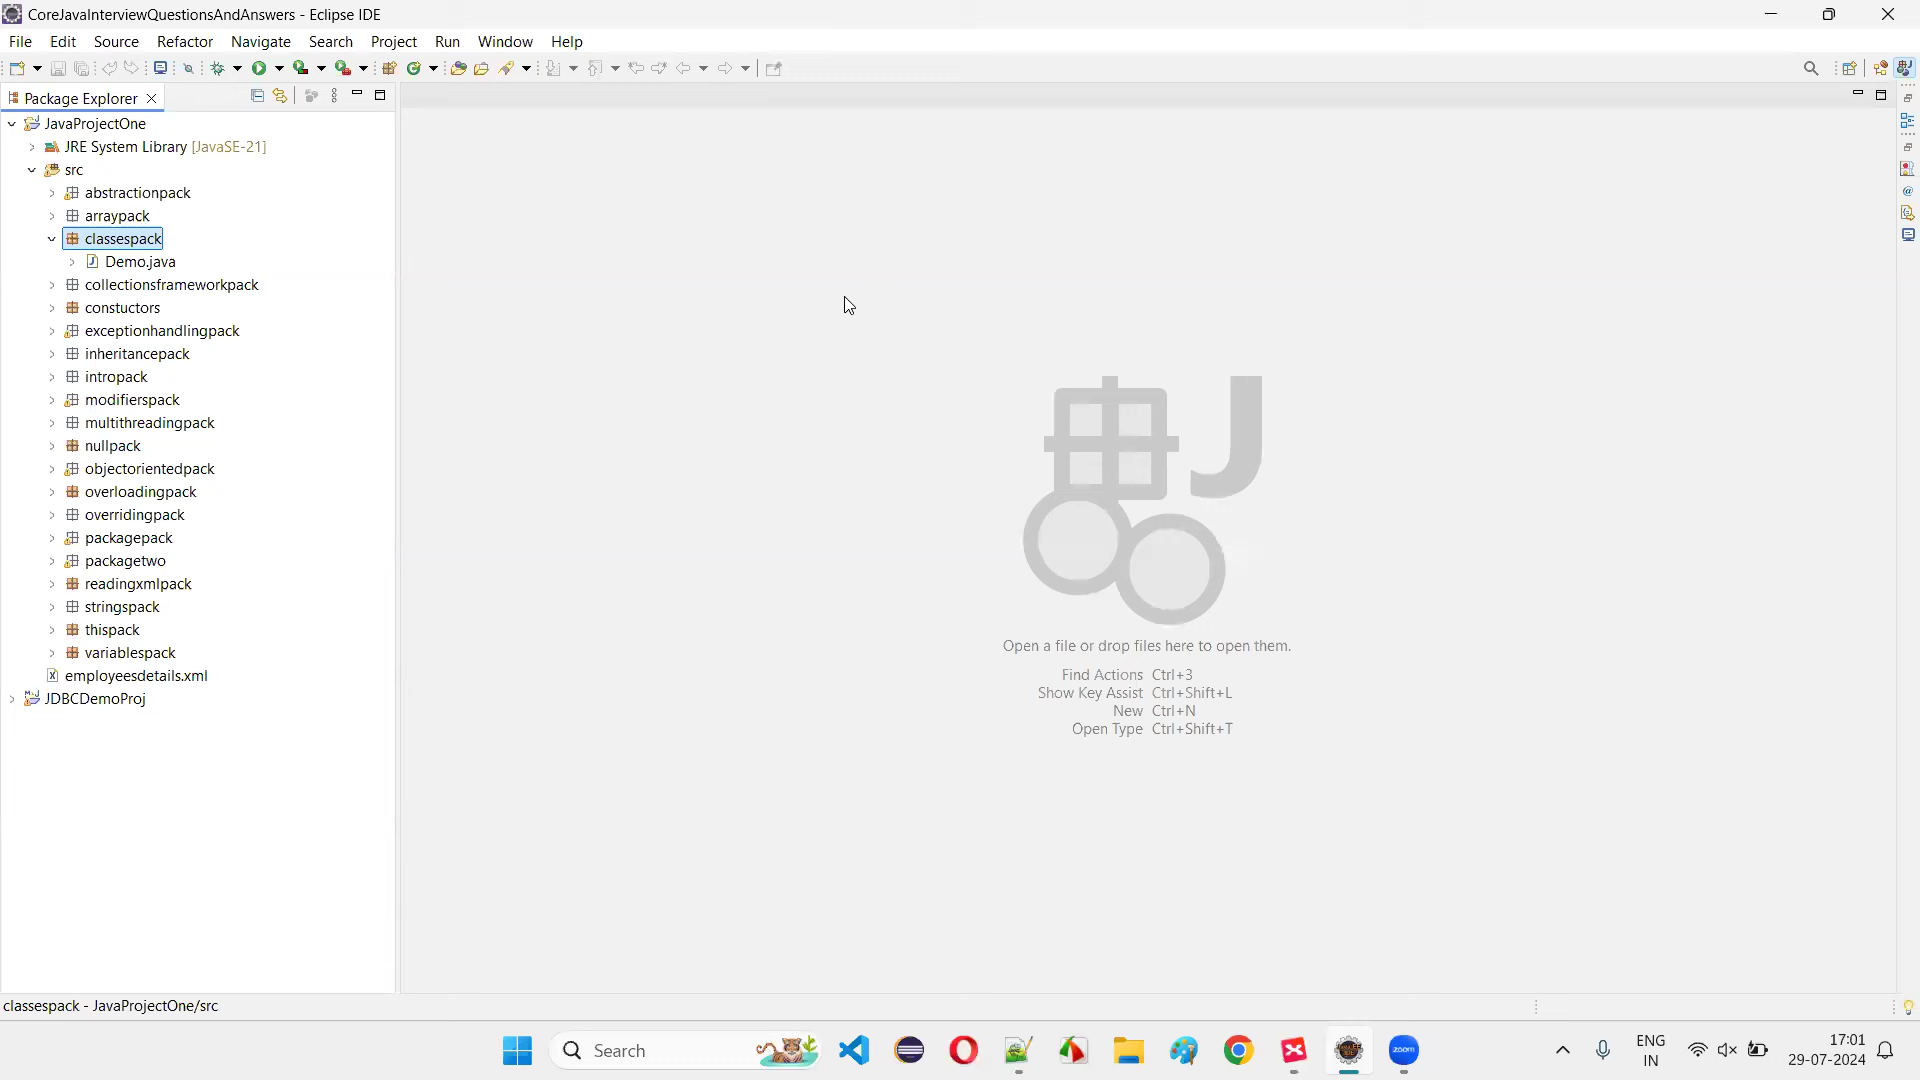 CoreJavaInterviewQuestionsAndAnswers - Eclipse IDE
File Edit Source Refactor Navigate Search Project Run Window Help
Package Explorer
JavaProjectOne
JRE System Library [JavaSE-21]
src
abstractionpack
arraypack
classespack
Demo.java
collectionsframeworkpack
constuctors
exceptionhandlingpack
inheritancepack
intropack
modifierspack
multithreadingpack
nullpack
objectorientedpack
overloadingpack
overridingpack
packagepack
packagetwo
readingxmlpack
stringspack
thispack
variablespack
employeesdetails.xml
JDBCDemoProj
Open a file or drop files here to open them.
Find Actions Ctrl+3
Show Key Assist Ctrl+Shift+L
New Ctrl+N
Open Type Ctrl+Shift+T
classespack - JavaProjectOne/src
Search
zoom
ENG
IN
17:01
29-07-2024